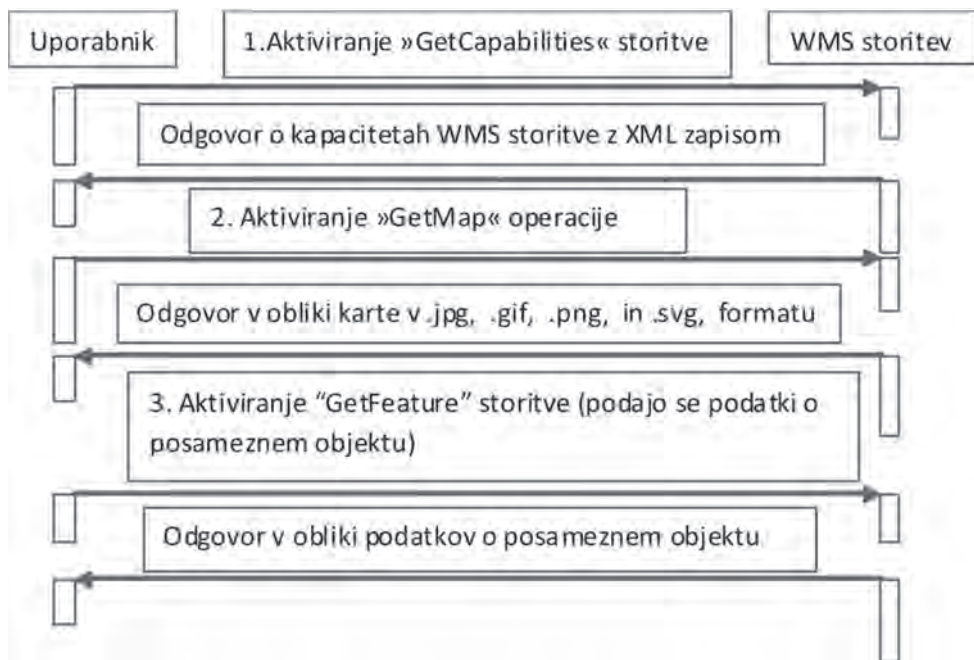 Uporabnik
1.Aktiviranje »GetCapabilities« storitve
WMS storitev
Odgovor o kapacitetah WMS storitve z XML zapisom
2. Aktiviranje »GetMap« operacije
Odgovor v obliki karte v .jpg, .gif, .png, in .svg, formatu
3. Aktiviranje “GetFeature” storitve (podajo se podatki o
posameznem objektu)
Odgovor v obliki podatkov o posameznem objektu